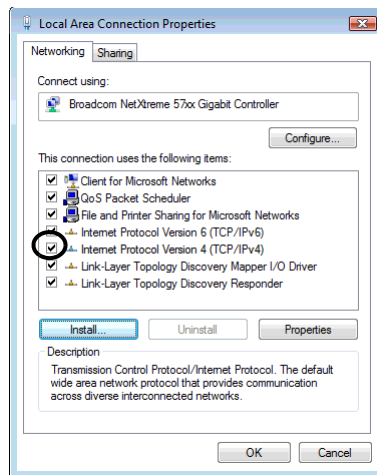 Local Area Connection Properties
Networking Sharing
Connect using:
Broadcom NetXtreme 57xx Gigabit Controller
Configure...
This connection uses the following items:
Client for Microsoft Networks
QoS Packet Scheduler
File and Printer Sharing for Microsoft Networks
Internet Protocol Version 6 (TCP/IPv6)
Internet Protocol Version 4 (TCP/IPv4)
Link-Layer Topology Discovery Mapper I/O Driver
Link-Layer Topology Discovery Responder
Install... Uninstall Properties
Description
Transmission Control Protocol/Internet Protocol. The default
wide area network protocol that provides communication
across diverse interconnected networks.
OK Cancel